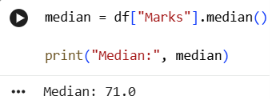 median = df["Marks"].median()
print("Median:", median)
Median: 71.0